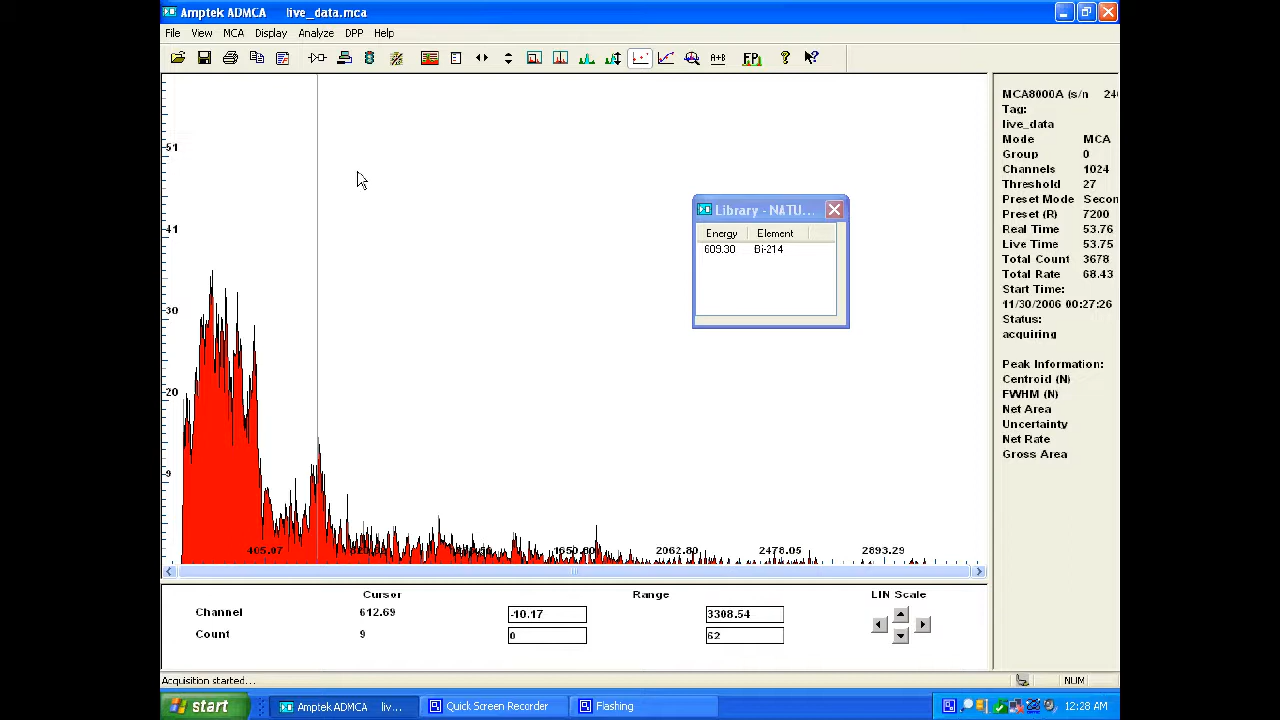 Amptek ADMCA live_data.mca
File View MCA Display Analyze DPP Help
FP
A+B
51
41
30
20
9
405.07 1650.60 2062.80 2478.05 2893.29
Library - NATU...
Energy Element
609.30 Bi-214
MCA8000A (s/n 24
Tag:
live_data
Mode MCA
Group 0
Channels 1024
Threshold 27
Preset Mode Secon
Preset (R) 7200
Real Time 53.76
Live Time 53.75
Total Count 3678
Total Rate 68.43
Start Time:
11/30/2006 00:27:26
Status:
acquiring
Peak Information:
Centroid (N)
FWHM (N)
Net Area
Uncertainty
Net Rate
Gross Area
Cursor Range LIN Scale
Channel 612.69 -10.17 3308.54
Count 9 0 62
Acquisition started... NUM
start Amptek ADMCA liv... Quick Screen Recorder Flashing 12:28 AM